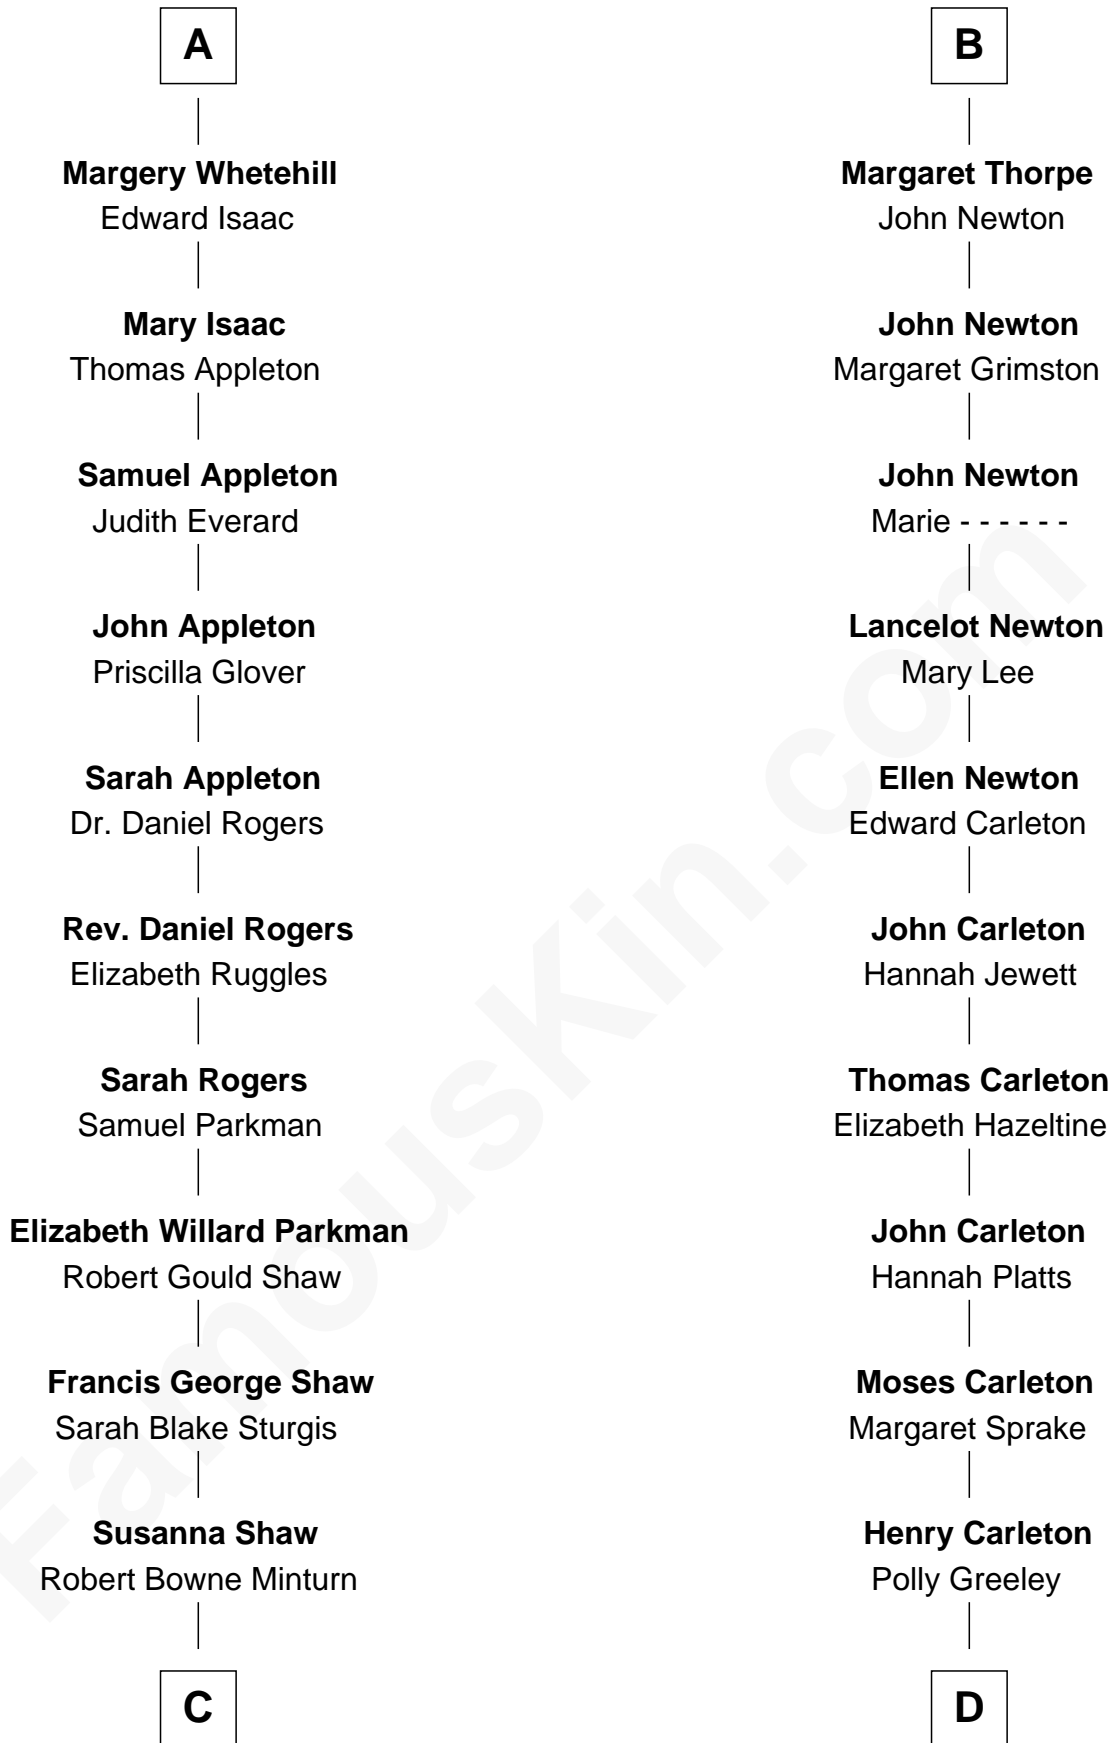 A
Margery Whetehill
Edward Isaac
Mary Isaac
Thomas Appleton
Samuel Appleton
Judith Everard
John Appleton
Priscilla Glover
Sarah Appleton
Dr. Daniel Rogers
Rev. Daniel Rogers
Elizabeth Ruggles
Sarah Rogers
Samuel Parkman
Elizabeth Willard Parkman
Robert Gould Shaw
Francis George Shaw
Sarah Blake Sturgis
Susanna Shaw
Robert Bowne Minturn
C
B
Margaret Thorpe
John Newton
John Newton
Margaret Grimston
John Newton
Marie - - - - - -
Lancelot Newton
Mary Lee
Ellen Newton
Edward Carleton
John Carleton
Hannah Jewett
Thomas Carleton
Elizabeth Hazeltine
John Carleton
Hannah Platts
Moses Carleton
Margaret Sprake
Henry Carleton
Polly Greeley
D
FamousKin.com